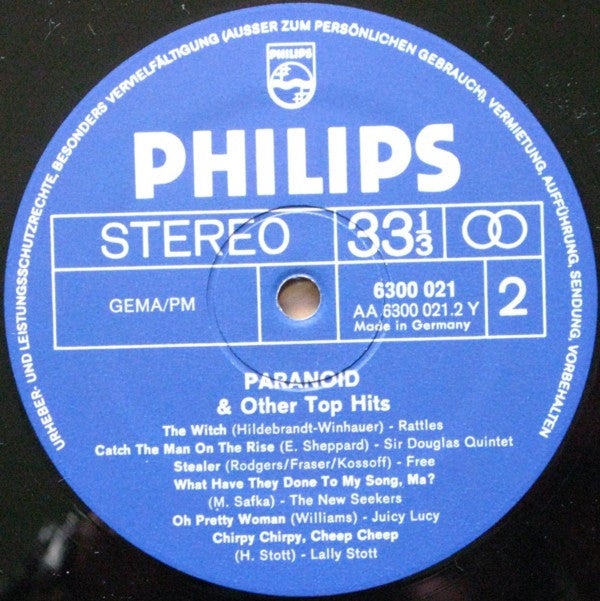 URHEBER- UND LEISTUNGSSCHUTZRECHTE, BESONDERS VERVIELFÄLTIGUNG (AUSSER ZUM PERSÖNLICHEN GEBRAUCH), VERMIETUNG, AUFFÜHRUNG, SENDUNG, VORBEHALTEN
PHILIPS
PHILIPS
STEREO
33 1/3
GEMA/PM
6300 021
AA 6300 021.2 Y
Made in Germany
2
PARANOID
& Other Top Hits
The Witch (Hildebrandt-Winhauer) - Rattles
Catch The Man On The Rise (E. Sheppard) - Sir Douglas Quintet
Stealer (Rodgers/Fraser/Kossoff) - Free
What Have They Done To My Song, Ma?
(M. Safka) - The New Seekers
Oh Pretty Woman (Williams) - Juicy Lucy
Chirpy Chirpy, Cheep Cheep
(H. Stott) - Lally Stott